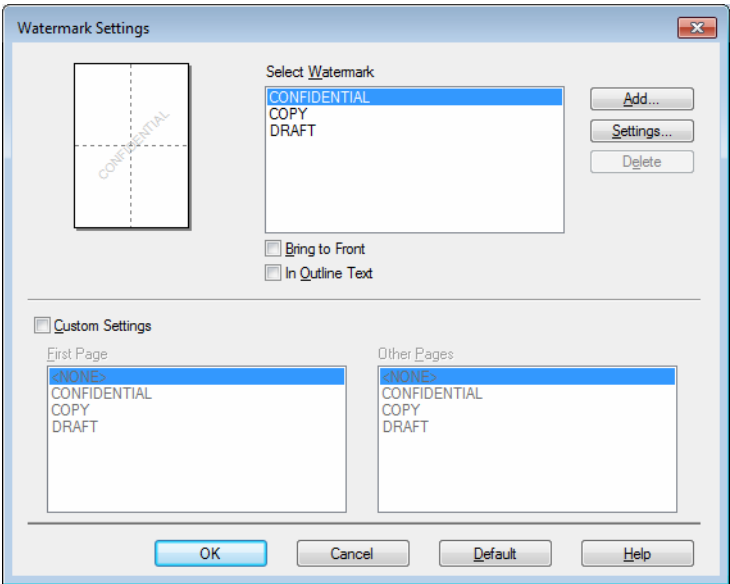 Watermark Settings
Select Watermark
CONFIDENTIAL
CONFIDENTIAL
COPY
DRAFT
Add...
Settings...
Delete
Bring to Front
In Outline Text
Custom Settings
First Page
<NONE>
CONFIDENTIAL
COPY
DRAFT
Other Pages
<NONE>
CONFIDENTIAL
COPY
DRAFT
OK
Cancel
Default
Help